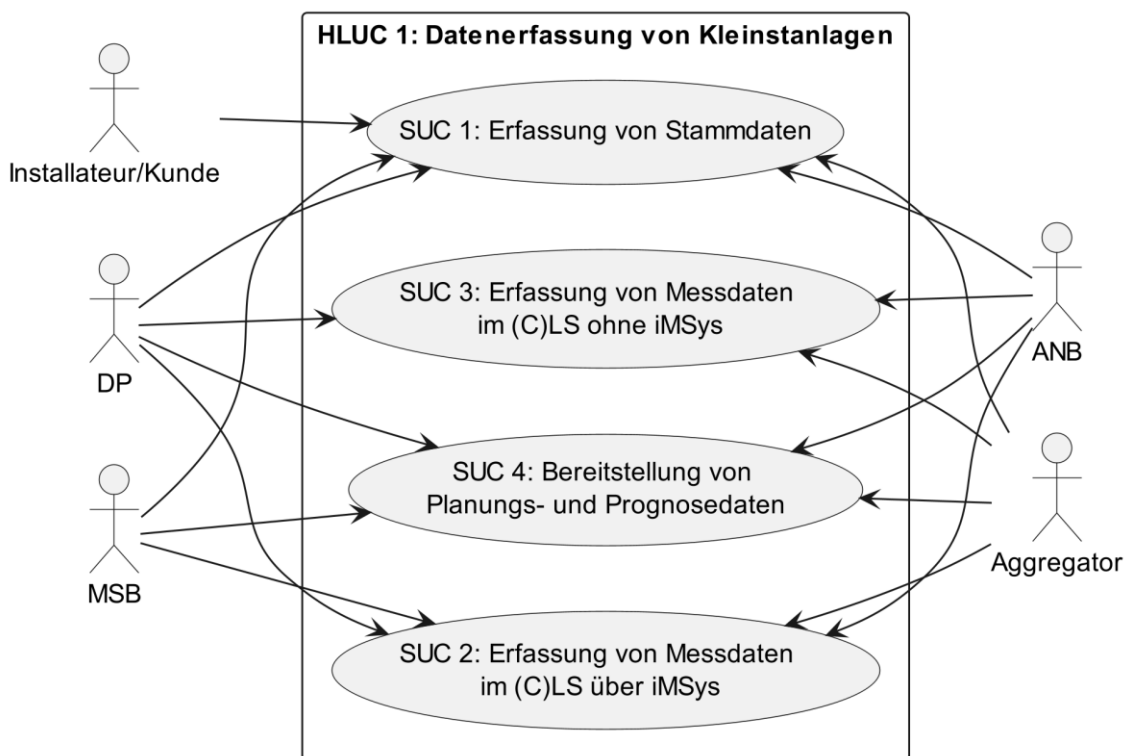 HLUC 1: Datenerfassung von Kleinstanlagen
SUC 1: Erfassung von Stammdaten
Installateur/Kunde
SUC 3: Erfassung von Messdaten
im (C)LS ohne iMSys
DP
ANB
SUC 4: Bereitstellung von
Planungs- und Prognosedaten
MSB
Aggregator
SUC 2: Erfassung von Messdaten
im (C)LS über iMSys